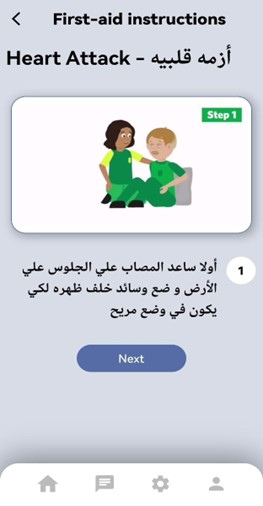 First-aid instructions
Heart Attack - أزمه قلبيه
Step 1
1
أولا ساعد المصاب علي الجلوس علي
الأرض و ضع وسائد خلف ظهره لكي
يكون في وضع مريح
Next